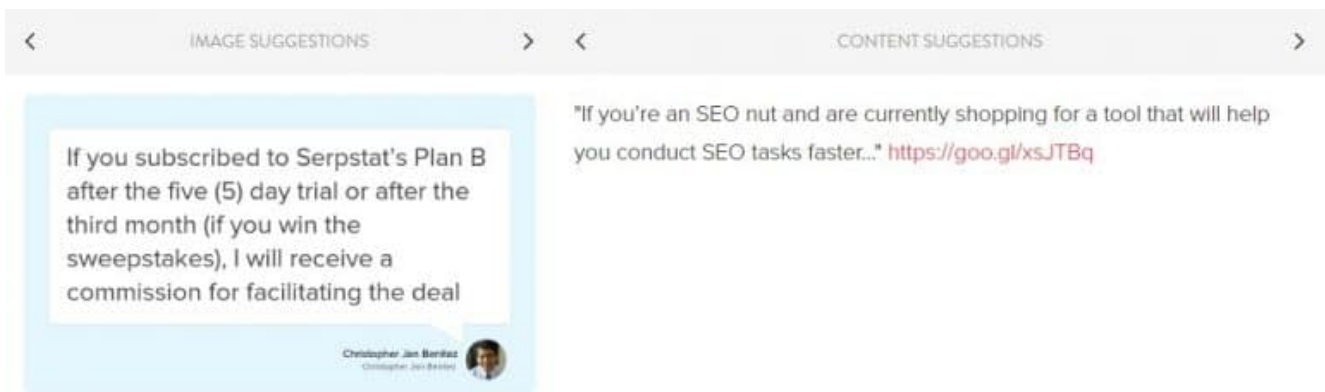 IMAGE SUGGESTIONS
CONTENT SUGGESTIONS
If you subscribed to Serpstat's Plan B
after the five (5) day trial or after the
third month (if you win the
sweepstakes), I will receive a
commission for facilitating the deal
Christopher Jan Benitez
Christopher Jan Benitez
"If you're an SEO nut and are currently shopping for a tool that will help
you conduct SEO tasks faster..." https://goo.gl/xsJTBq